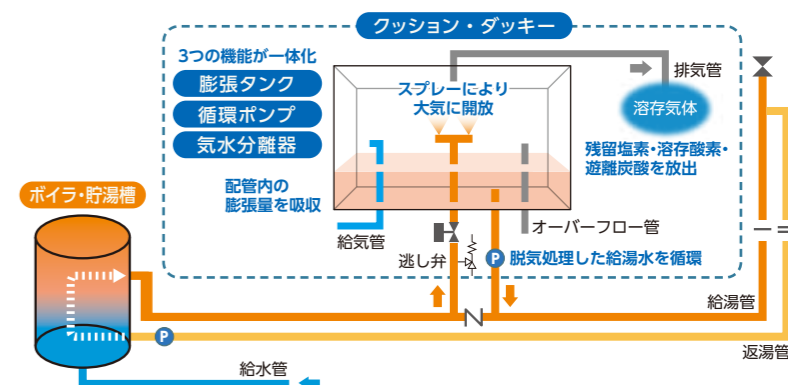 クッション・ダッキー
3つの機能が一体化
膨張タンク
循環ポンプ
気水分離器
配管内の
膨張量を吸収
スプレーにより
大気に開放
排気管
溶存気体
残留塩素・溶存酸素・
遊離炭酸を放出
ボイラ・貯湯槽
給気管
オーバーフロー管
逃し弁
P 脱気処理した給湯水を循環
給湯管
P
返湯管
給水管